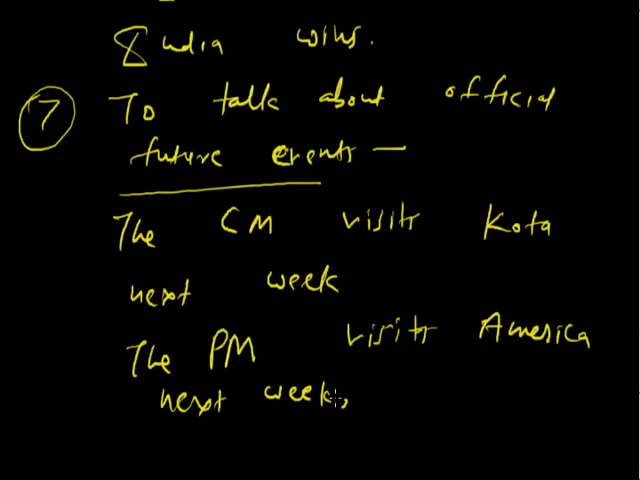 India wins.
7 To talk about official
future events —
The CM visits Kota
next week
The PM visits America
next week,